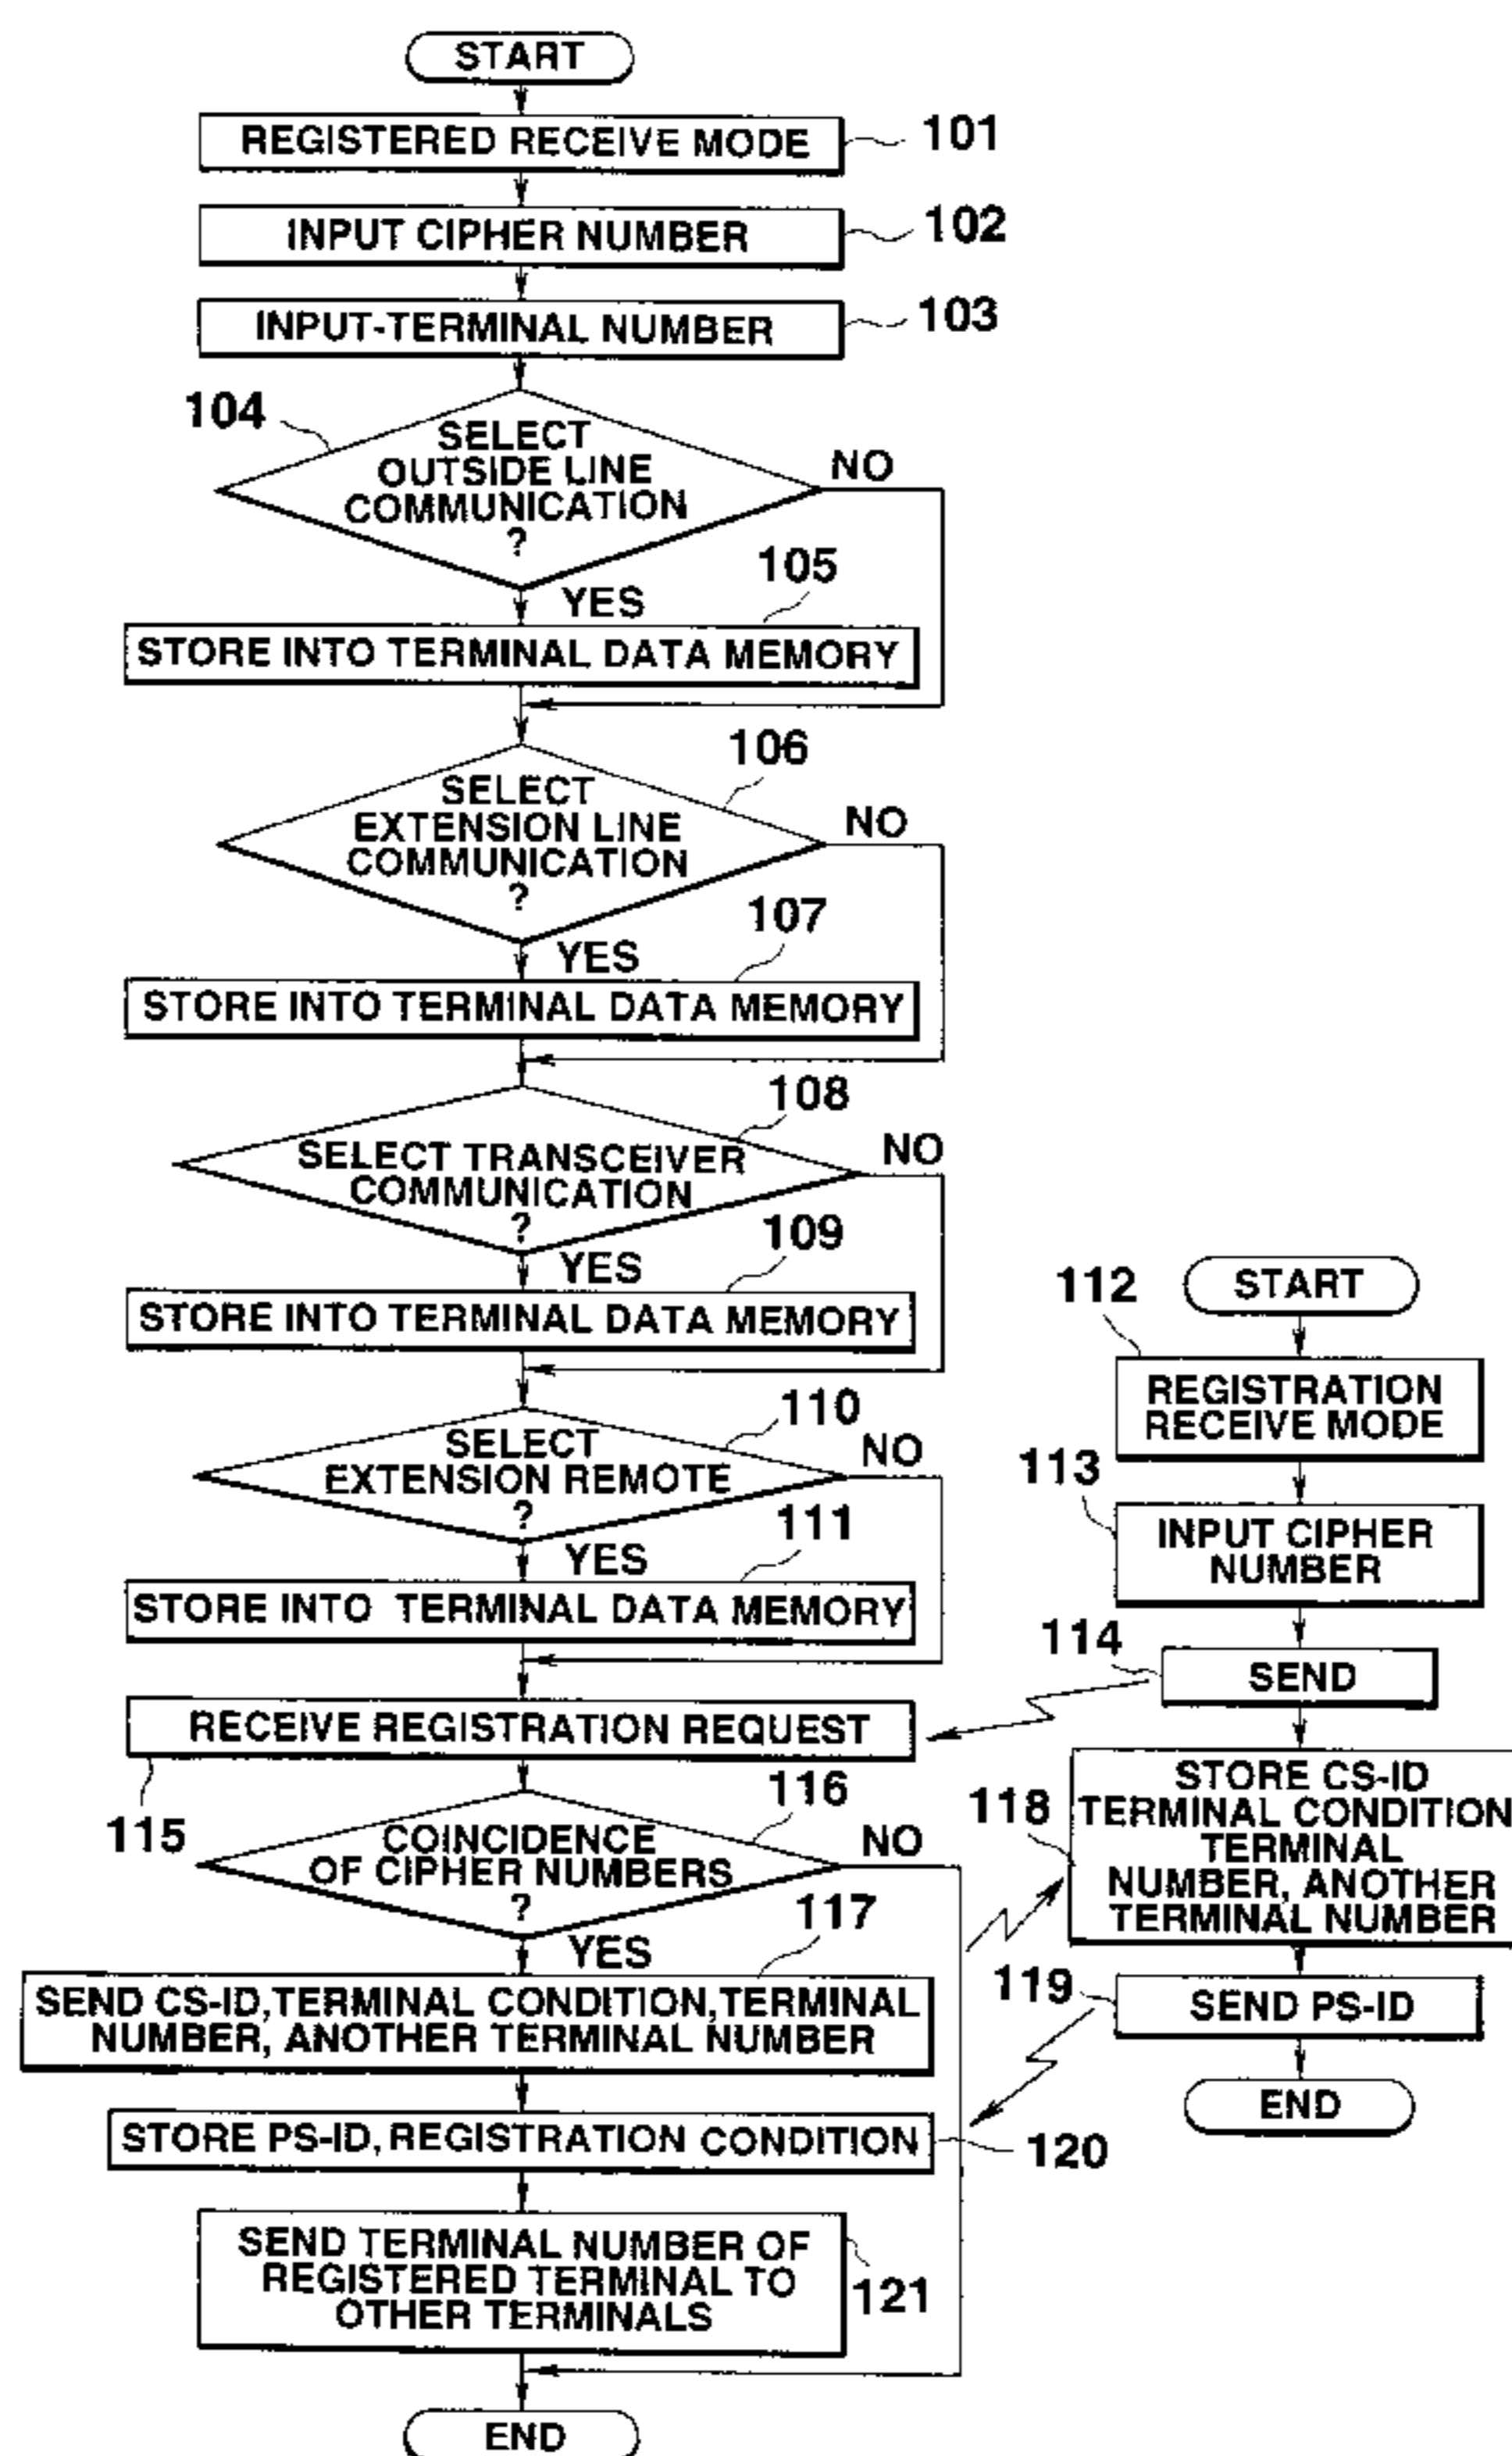 START
REGISTERED RECEIVE MODE
101
INPUT CIPHER NUMBER
102
INPUT-TERMINAL NUMBER
103
104
SELECT
OUTSIDE LINE
COMMUNICATION
?
NO
YES
105
STORE INTO TERMINAL DATA MEMORY
106
SELECT
EXTENSION LINE
COMMUNICATION
?
NO
YES
107
STORE INTO TERMINAL DATA MEMORY
108
SELECT TRANSCEIVER
COMMUNICATION
?
NO
YES
109
STORE INTO TERMINAL DATA MEMORY
110
SELECT
EXTENSION REMOTE
?
NO
YES
111
STORE INTO TERMINAL DATA MEMORY
RECEIVE REGISTRATION REQUEST
115
116
COINCIDENCE
OF CIPHER NUMBERS
?
NO
YES
117
SEND CS-ID,TERMINAL CONDITION,TERMINAL
NUMBER, ANOTHER TERMINAL NUMBER
STORE PS-ID, REGISTRATION CONDITION
120
SEND TERMINAL NUMBER OF
REGISTERED TERMINAL TO
OTHER TERMINALS
121
END
START
112
REGISTRATION
RECEIVE MODE
113
INPUT CIPHER
NUMBER
114
SEND
118
STORE CS-ID
TERMINAL CONDITION
TERMINAL
NUMBER, ANOTHER
TERMINAL NUMBER
119
SEND PS-ID
END